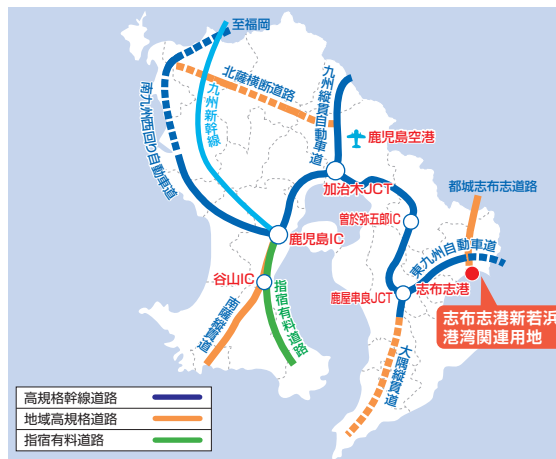 至福岡
北薩横断道路
九州新幹線
南九州西回り自動車道
九州縦貫自動車道
鹿児島空港
加治木JCT
都城志布志道路
曽於弥五郎IC
鹿児島IC
東九州自動車道
谷山IC
指宿有料道路
鹿屋串良JCT
志布志港
南薩縦貫道
大隅縦貫道
志布志港新若浜
港湾関連用地
高規格幹線道路
地域高規格道路
指宿有料道路